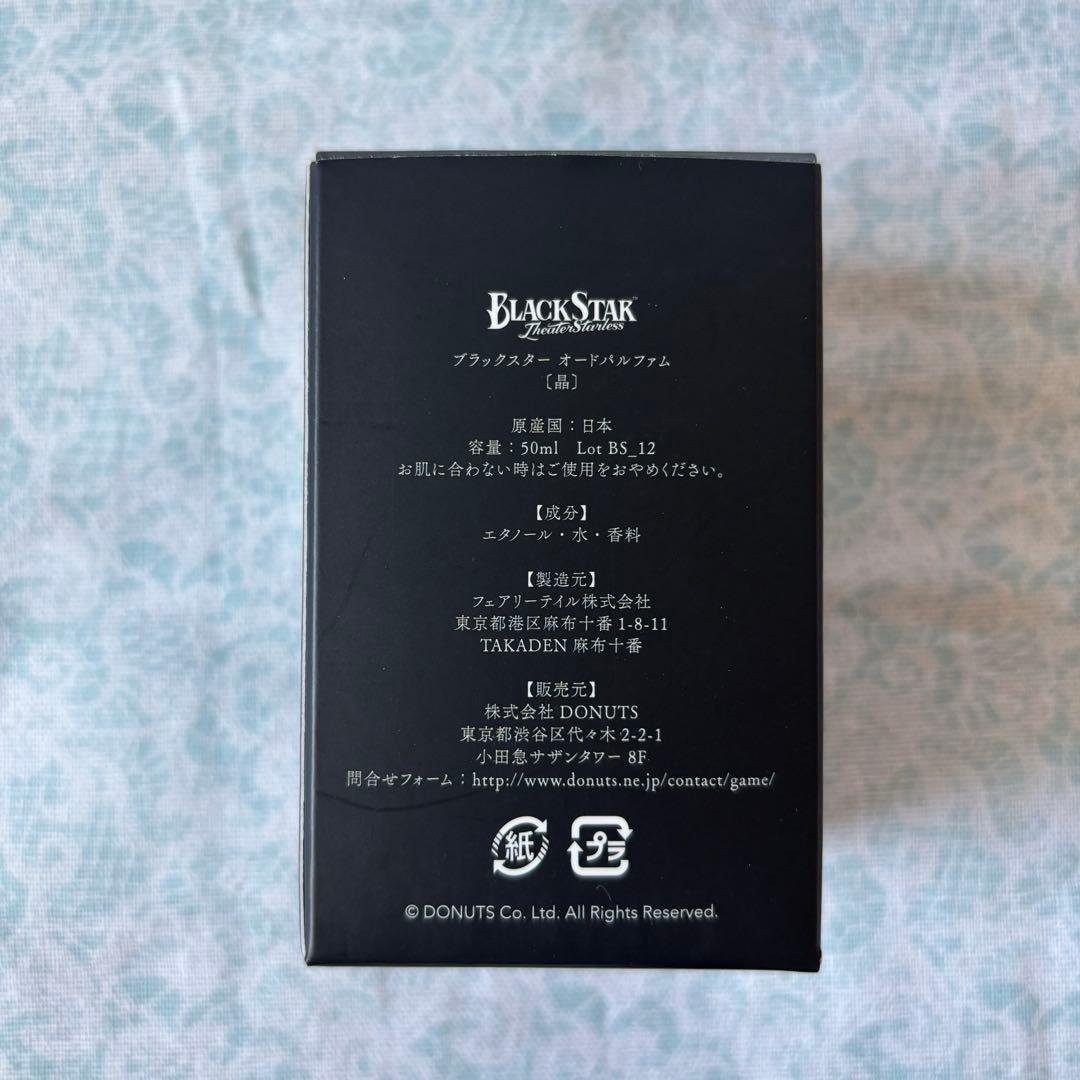 BLACKSTAR™
TheaterStarless
ブラックスター オードパルファム
〔晶〕
原産国：日本
容量：50ml Lot BS_12
お肌に合わない時はご使用をおやめください。
【成分】
エタノール・水・香料
【製造元】
フェアリーテイル株式会社
東京都港区麻布十番 1-8-11
TAKADEN 麻布十番
【販売元】
株式会社 DONUTS
東京都渋谷区代々木 2-2-1
小田急サザンタワー 8F
問合せフォーム：http://www.donuts.ne.jp/contact/game/
紙 プラ
© DONUTS Co. Ltd. All Rights Reserved.